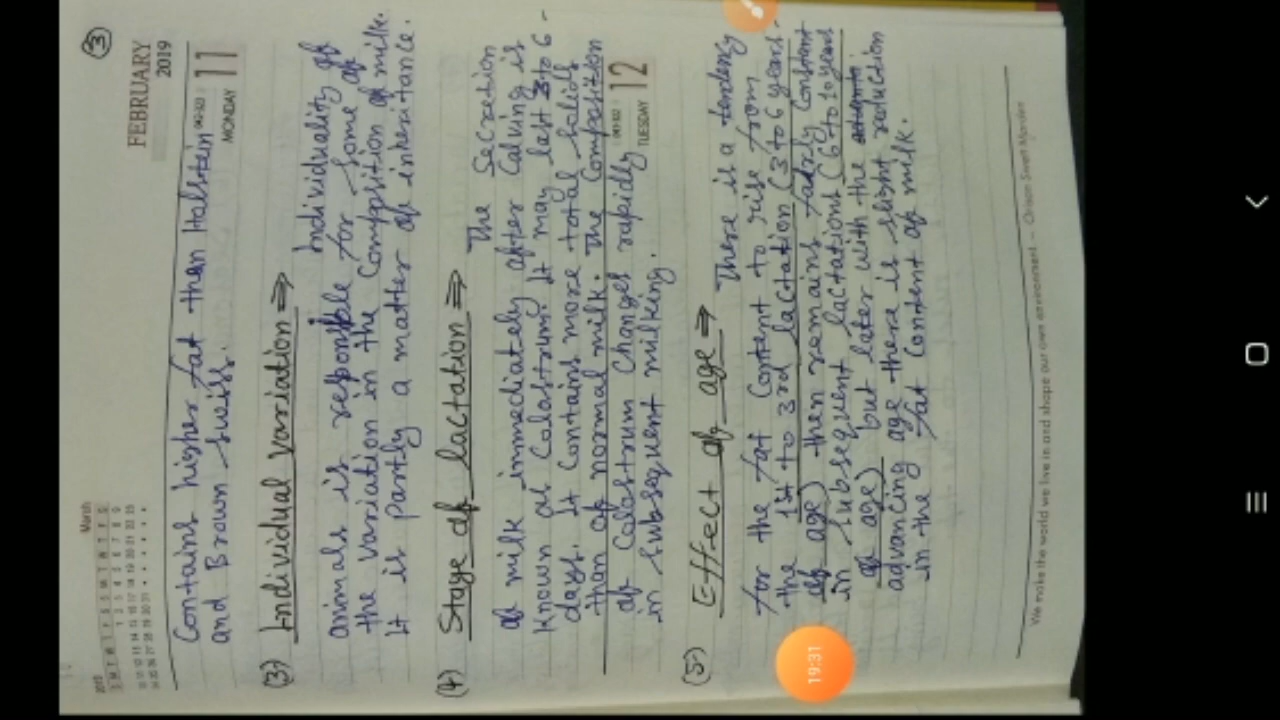 3
FEBRUARY
2019
March
Contains higher fat then Halstein
and Brown swiss.
MONDAY 11
(3) Individual variation ⇒
Individuality of
animals is responsible for some of
the variation in the Composition of milk.
It is partly a matter of inheritance.
(4) Stage of lactation ⇒
The Secretion
of milk immediately after Calving is
Known as Colostrum. It may last 3 to 6 -
days. It Contains more total solids
than of normal milk. The Composition
of Colostrum Changes rapidly
in subsequent milking.
TUESDAY 12
(5) Effect of age ⇒
There is a tendency
for the fat Content to rise from
the 1st to 3rd lactation (3 to 6 years -
of age) then remains fairly Constant
in subsequent lactations (6 to 10 years
of age) but later with the
advancing age there is slight reduction
in the fat Content of milk.
We make the world we live in and shape our own environment - Orison Swett Marden
19:31